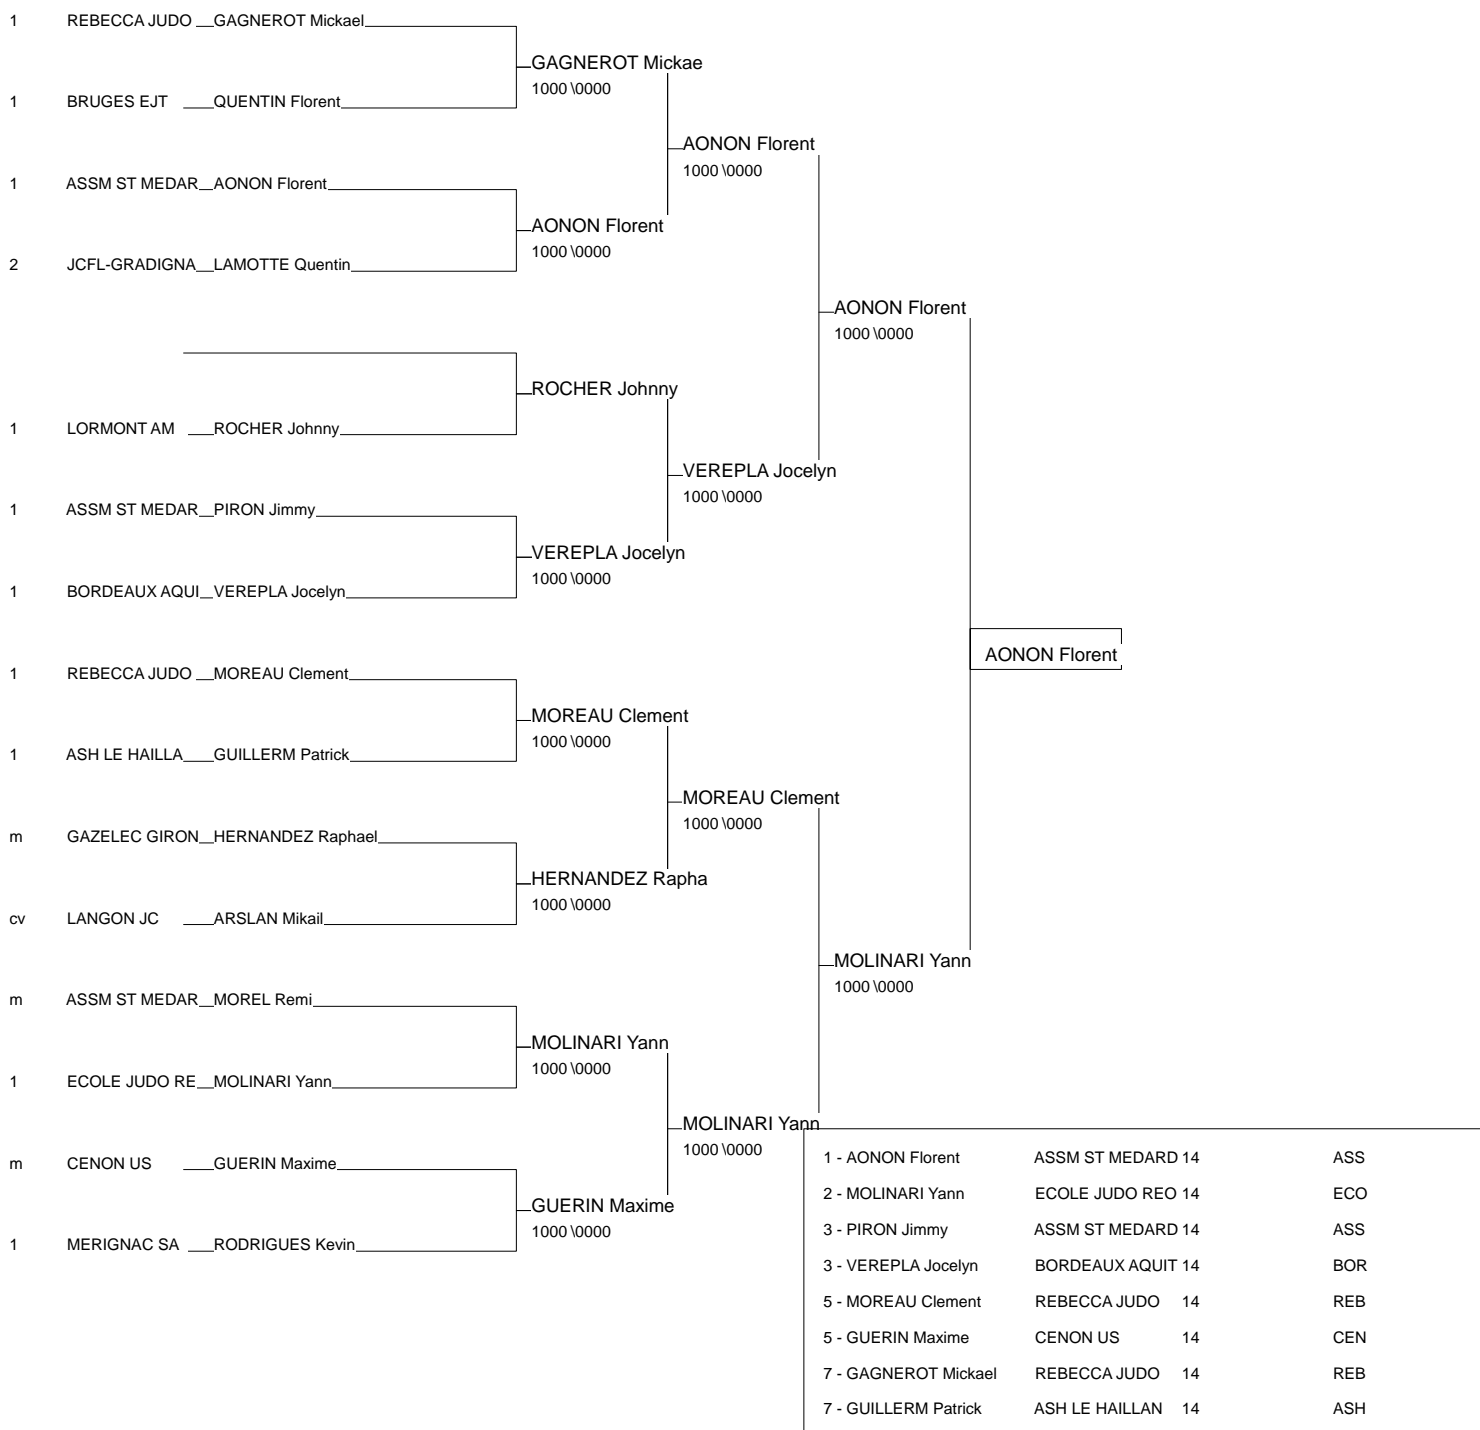 1 REBECCA JUDO GAGNEROT Mickael
GAGNEROT Mickae
1000 \0000
1 BRUGES EJT QUENTIN Florent
AONON Florent
1000 \0000
1 ASSM ST MEDAR AONON Florent
AONON Florent
1000 \0000
2 JCFL-GRADIGNA LAMOTTE Quentin
AONON Florent
1000 \0000
ROCHER Johnny
1 LORMONT AM ROCHER Johnny
VEREPLA Jocelyn
1000 \0000
1 ASSM ST MEDAR PIRON Jimmy
VEREPLA Jocelyn
1000 \0000
1 BORDEAUX AQUI VEREPLA Jocelyn
AONON Florent
1 REBECCA JUDO MOREAU Clement
MOREAU Clement
1000 \0000
1 ASH LE HAILLA GUILLERM Patrick
MOREAU Clement
1000 \0000
m GAZELEC GIRON HERNANDEZ Raphael
HERNANDEZ Rapha
1000 \0000
cv LANGON JC ARSLAN Mikail
MOLINARI Yann
1000 \0000
m ASSM ST MEDAR MOREL Remi
MOLINARI Yann
1000 \0000
1 ECOLE JUDO RE MOLINARI Yann
MOLINARI Yann
1000 \0000
m CENON US GUERIN Maxime
GUERIN Maxime
1000 \0000
1 MERIGNAC SA RODRIGUES Kevin
1 - AONON Florent ASSM ST MEDARD 14 ASS
2 - MOLINARI Yann ECOLE JUDO REO 14 ECO
3 - PIRON Jimmy ASSM ST MEDARD 14 ASS
3 - VEREPLA Jocelyn BORDEAUX AQUIT 14 BOR
5 - MOREAU Clement REBECCA JUDO 14 REB
5 - GUERIN Maxime CENON US 14 CEN
7 - GAGNEROT Mickael REBECCA JUDO 14 REB
7 - GUILLERM Patrick ASH LE HAILLAN 14 ASH